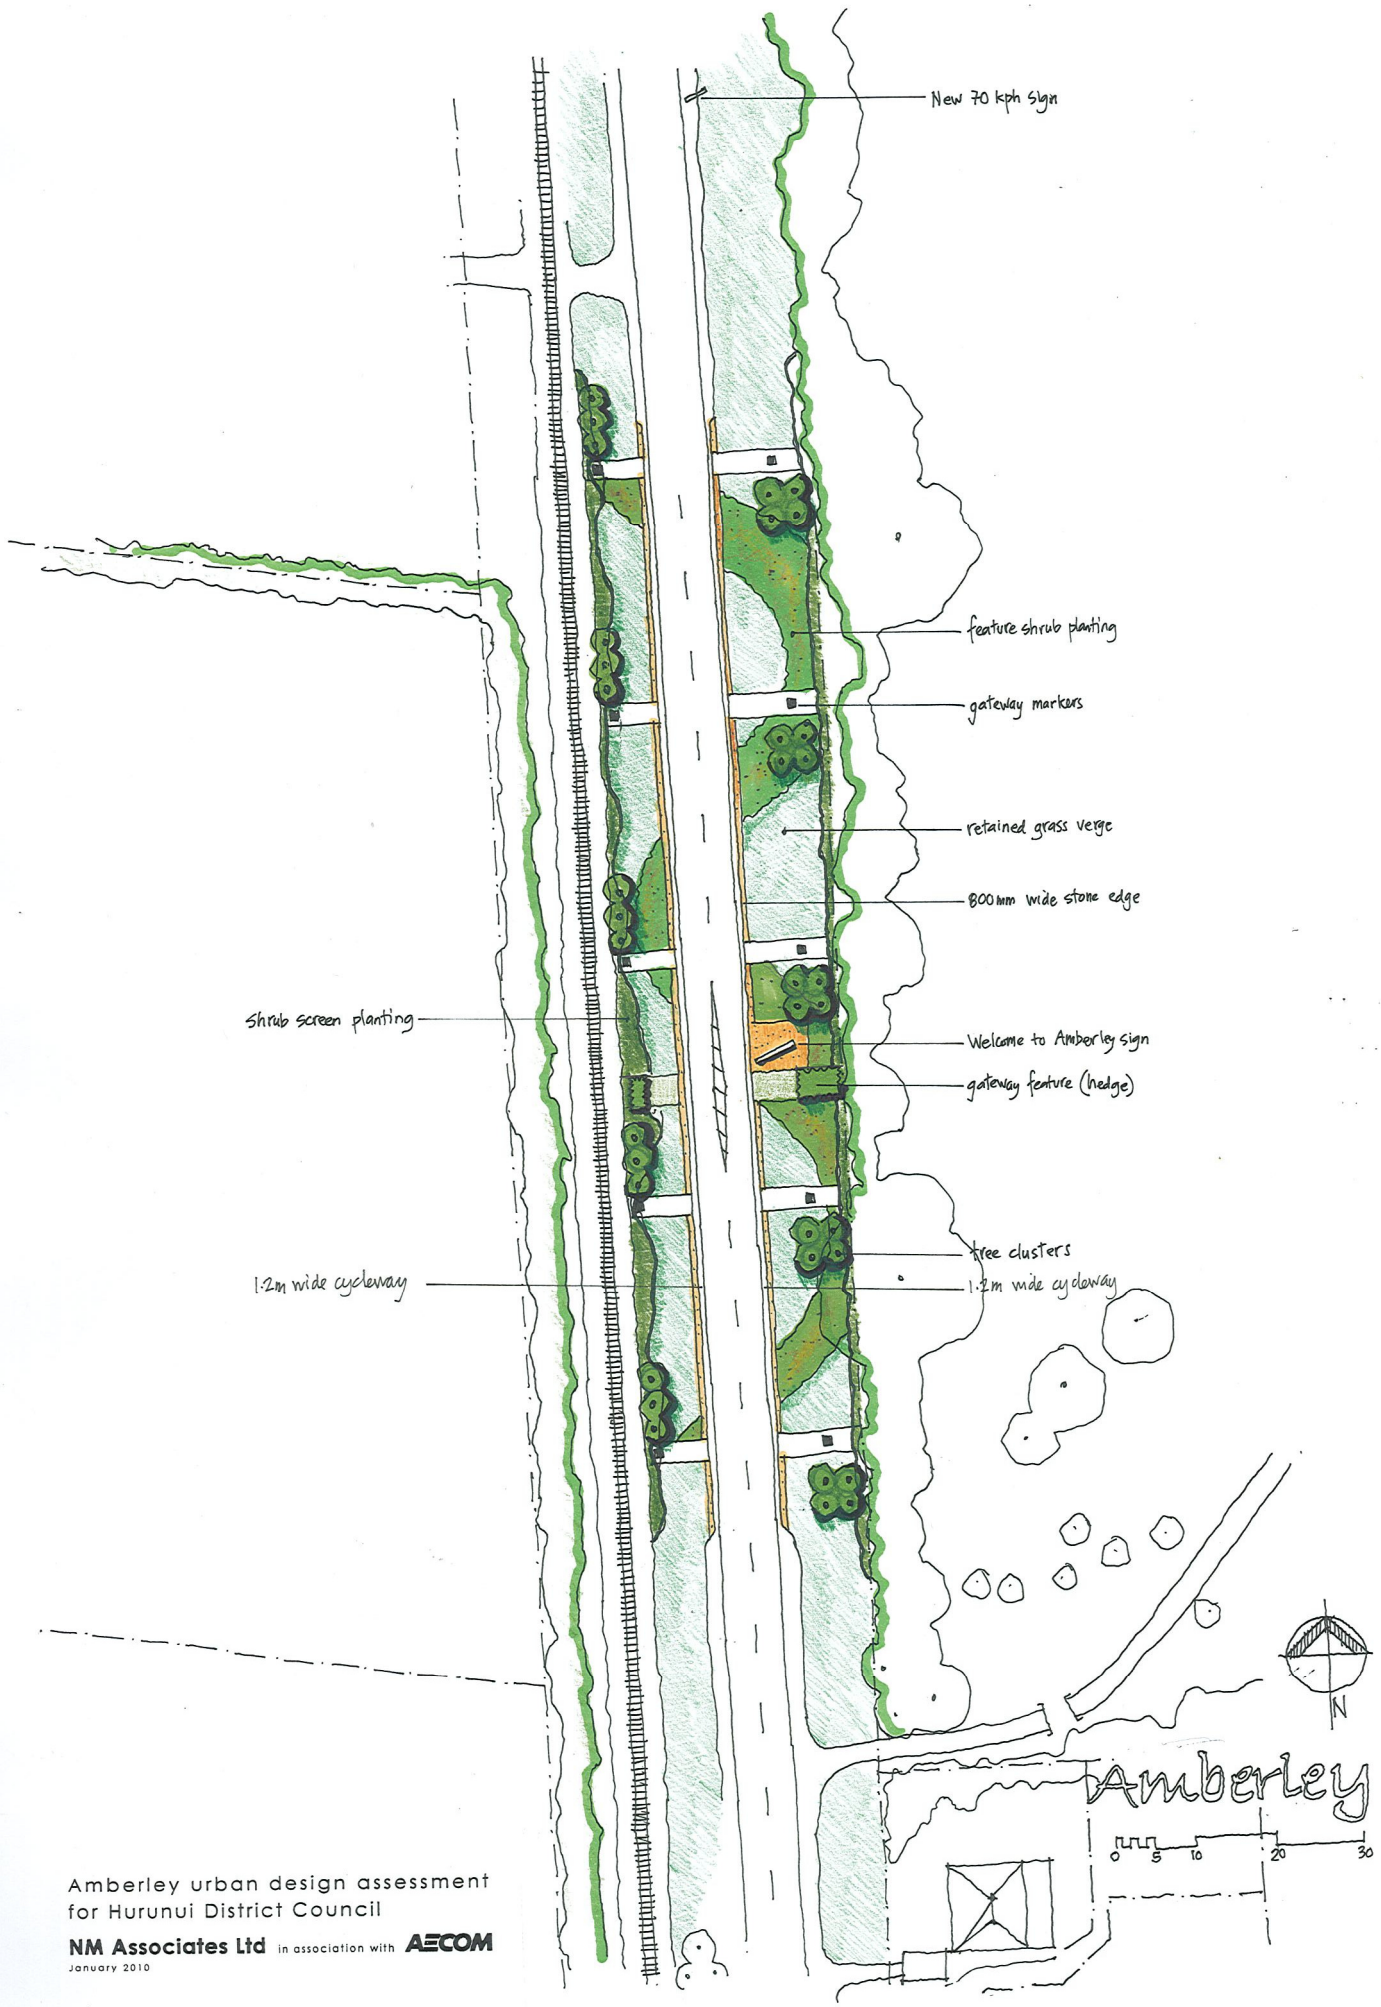 New 70 kph sign
feature shrub planting
gateway markers
retained grass verge
800mm wide stone edge
Shrub screen planting
Welcome to Amberley sign
gateway feature (hedge)
tree clusters
1.2m wide cycleway
1.2m wide cycleway
N
Amberley
0 5 10 20 30
Amberley urban design assessment
for Hurunui District Council
NM Associates Ltd in association with AECOM
January 2010